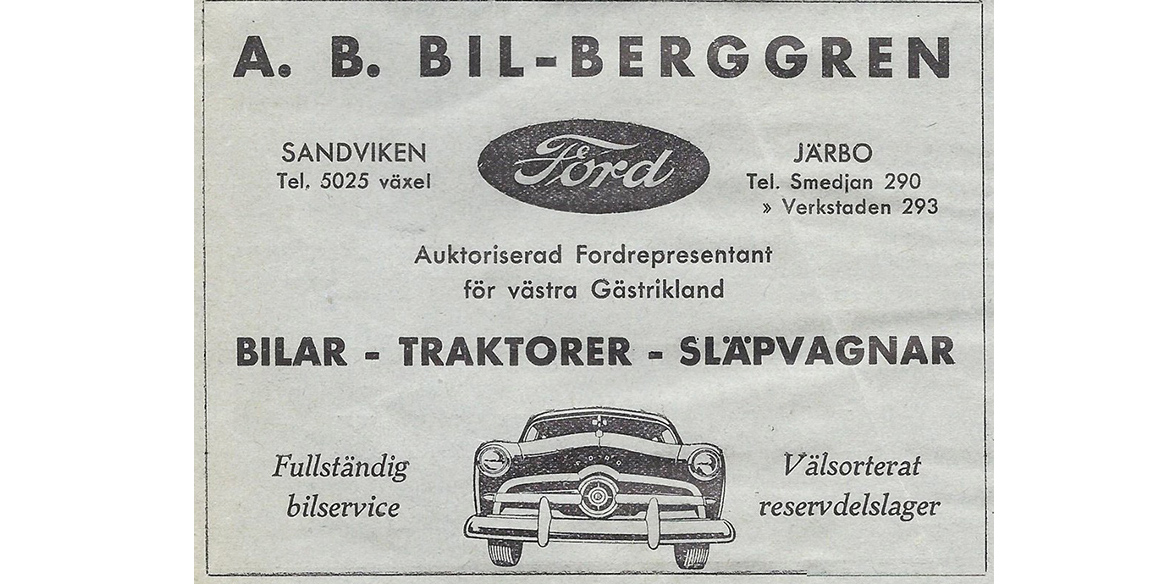 A. B. BIL-BERGGREN
SANDVIKEN
Tel. 5025 växel
Ford
JÄRBO
Tel. Smedjan 290
» Verkstaden 293
Auktoriserad Fordrepresentant
för västra Gästrikland
BILAR - TRAKTORER - SLÄPVAGNAR
Fullständig
bilservice
Välsorterat
reservdelslager